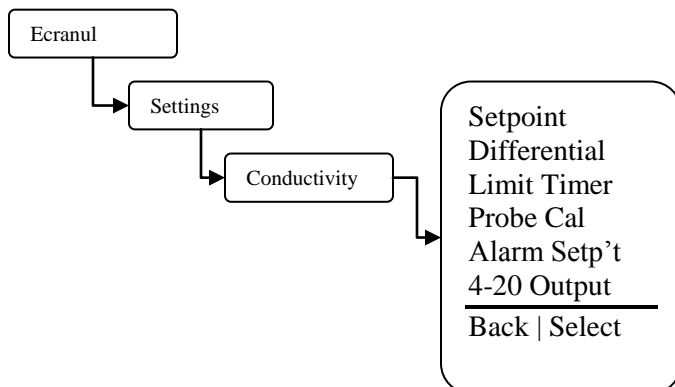 Ecranul
Settings
Conductivity
Setpoint
Differential
Limit Timer
Probe Cal
Alarm Setp’t
4-20 Output
Back | Select